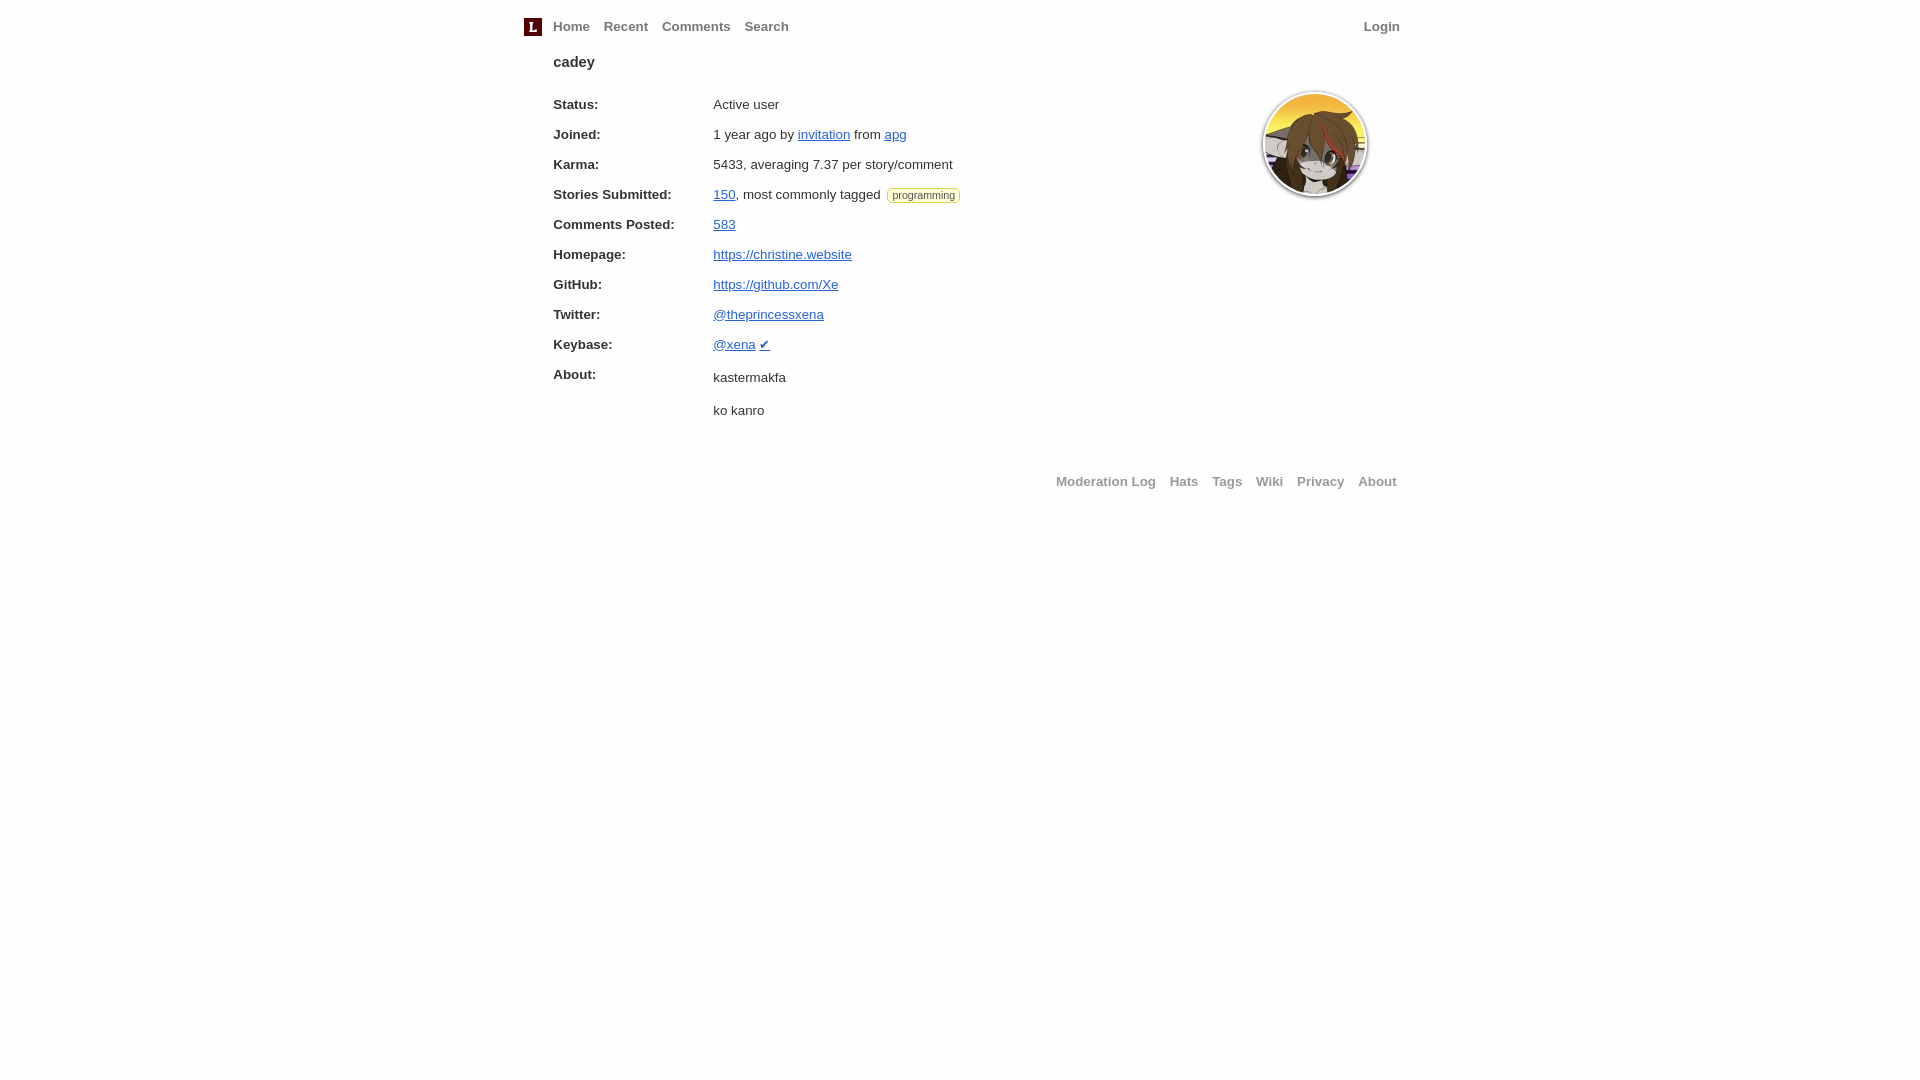 L Home Recent Comments Search Login
cadey
Status: Active user
Joined: 1 year ago by invitation from apg
Karma: 5433, averaging 7.37 per story/comment
Stories Submitted: 150, most commonly tagged programming
Comments Posted: 583
Homepage: https://christine.website
GitHub: https://github.com/Xe
Twitter: @theprincessxena
Keybase: @xena ✔
About: kastermakfa
ko kanro
Moderation Log Hats Tags Wiki Privacy About